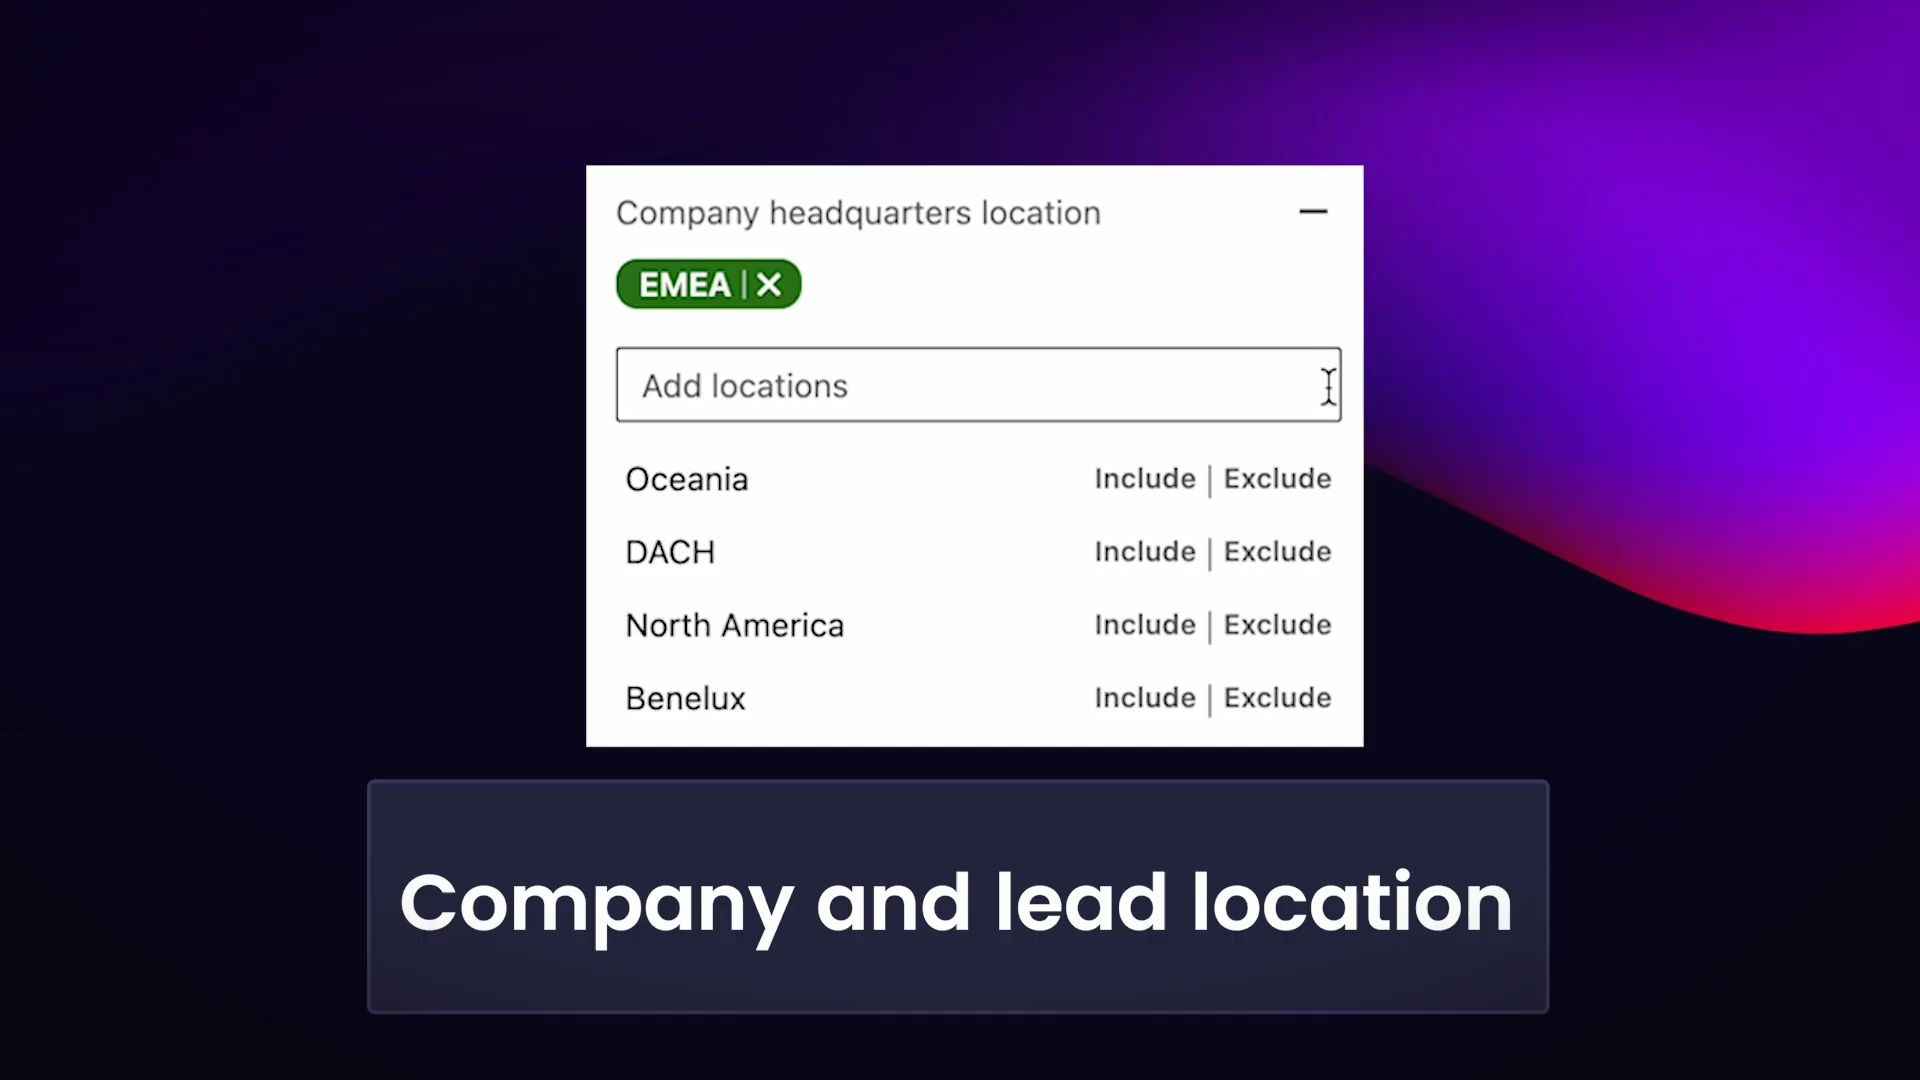 Company headquarters location
EMEA | ✕
Add locations
Oceania Include | Exclude
DACH Include | Exclude
North America Include | Exclude
Benelux Include | Exclude
Company and lead location